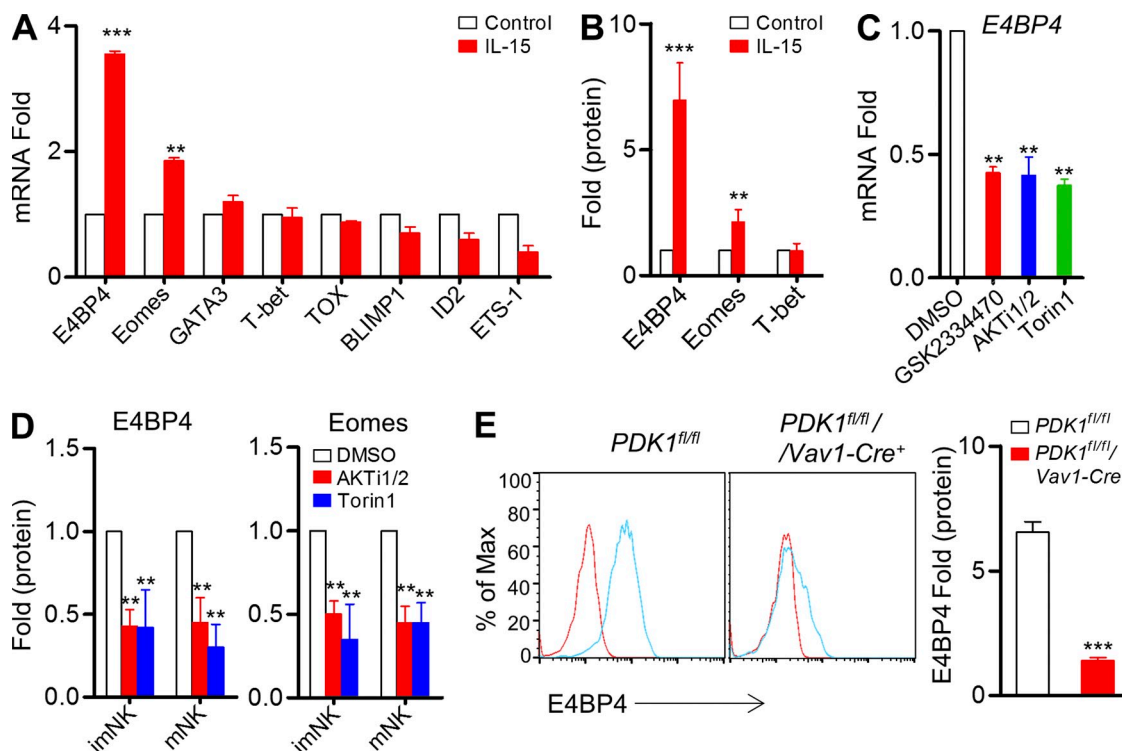 A
mRNA Fold
4
2
0
Control
IL-15
***
**
E4BP4
Eomes
GATA3
T-bet
TOX
BLIMP1
ID2
ETS-1
B
Fold (protein)
10
5
0
Control
IL-15
***
**
E4BP4
Eomes
T-bet
C
E4BP4
mRNA Fold
1.0
0.5
0.0
**
**
**
DMSO
GSK2334470
AKTi1/2
Torin1
D
E4BP4
Fold (protein)
1.5
1.0
0.5
0.0
**
**
**
**
imNK
mNK
Eomes
DMSO
AKTi1/2
Torin1
1.5
1.0
0.5
0.0
**
**
**
**
imNK
mNK
E
PDK1fl/fl
PDK1fl/fl/
/Vav1-Cre+
% of Max
100
80
60
40
20
0
E4BP4
PDK1fl/fl
PDK1fl/fl/
Vav1-Cre
E4BP4 Fold (protein)
10
5
0
***